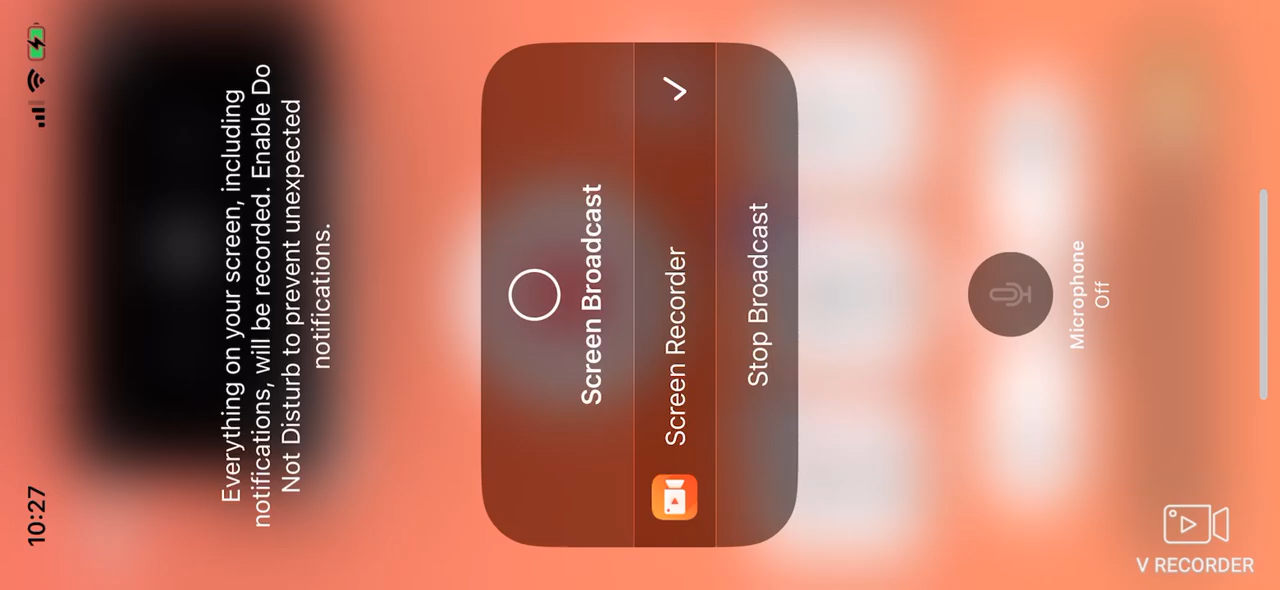 10:27
Everything on your screen, including
notifications, will be recorded. Enable Do
Not Disturb to prevent unexpected
notifications.
Screen Broadcast
Screen Recorder
Stop Broadcast
Microphone
Off
V RECORDER